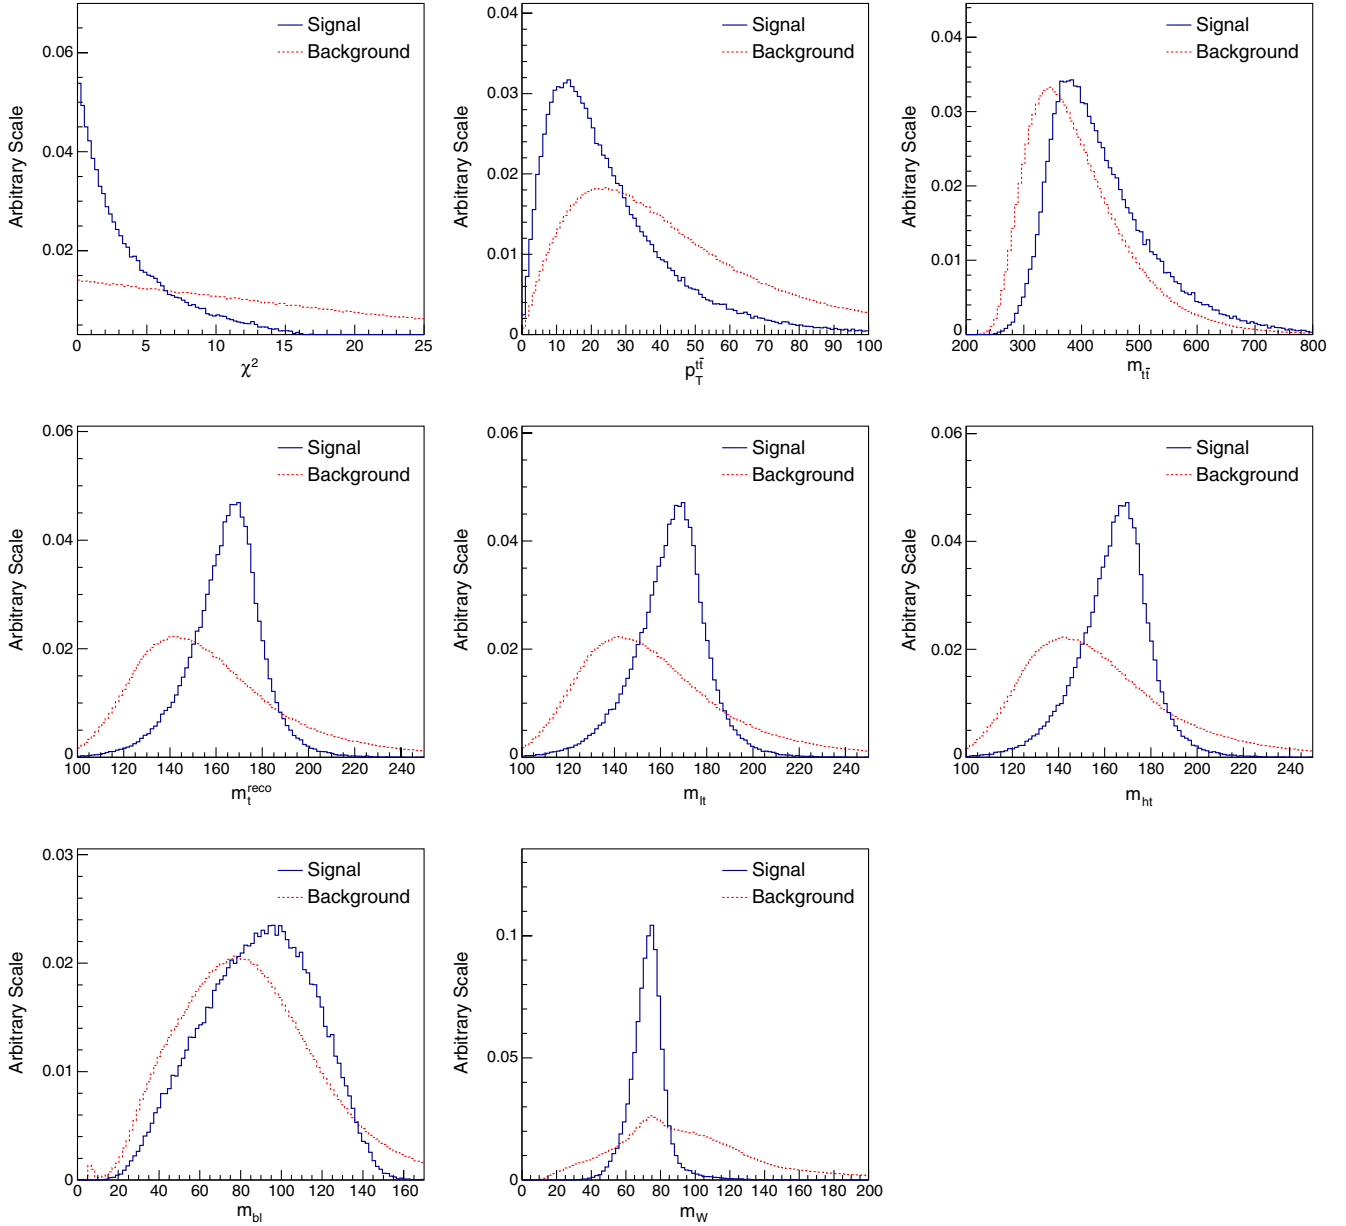 Arbitrary Scale
0.06
0.04
0.02
Signal
Background
0 5 10 15 20 25
χ²
Arbitrary Scale
0.04
0.03
0.02
0.01
0
Signal
Background
0 10 20 30 40 50 60 70 80 90 100
p_T^{tt̄}
Arbitrary Scale
0.04
0.03
0.02
0.01
0
Signal
Background
200 300 400 500 600 700 800
m_{tt̄}
Arbitrary Scale
0.06
0.04
0.02
0
Signal
Background
100 120 140 160 180 200 220 240
m_t^{reco}
Arbitrary Scale
0.06
0.04
0.02
0
Signal
Background
100 120 140 160 180 200 220 240
m_{lt}
Arbitrary Scale
0.06
0.04
0.02
0
Signal
Background
100 120 140 160 180 200 220 240
m_{ht}
Arbitrary Scale
0.03
0.02
0.01
0
Signal
Background
0 20 40 60 80 100 120 140 160
m_{bl}
Arbitrary Scale
0.1
0.05
0
Signal
Background
0 20 40 60 80 100 120 140 160 180 200
m_W